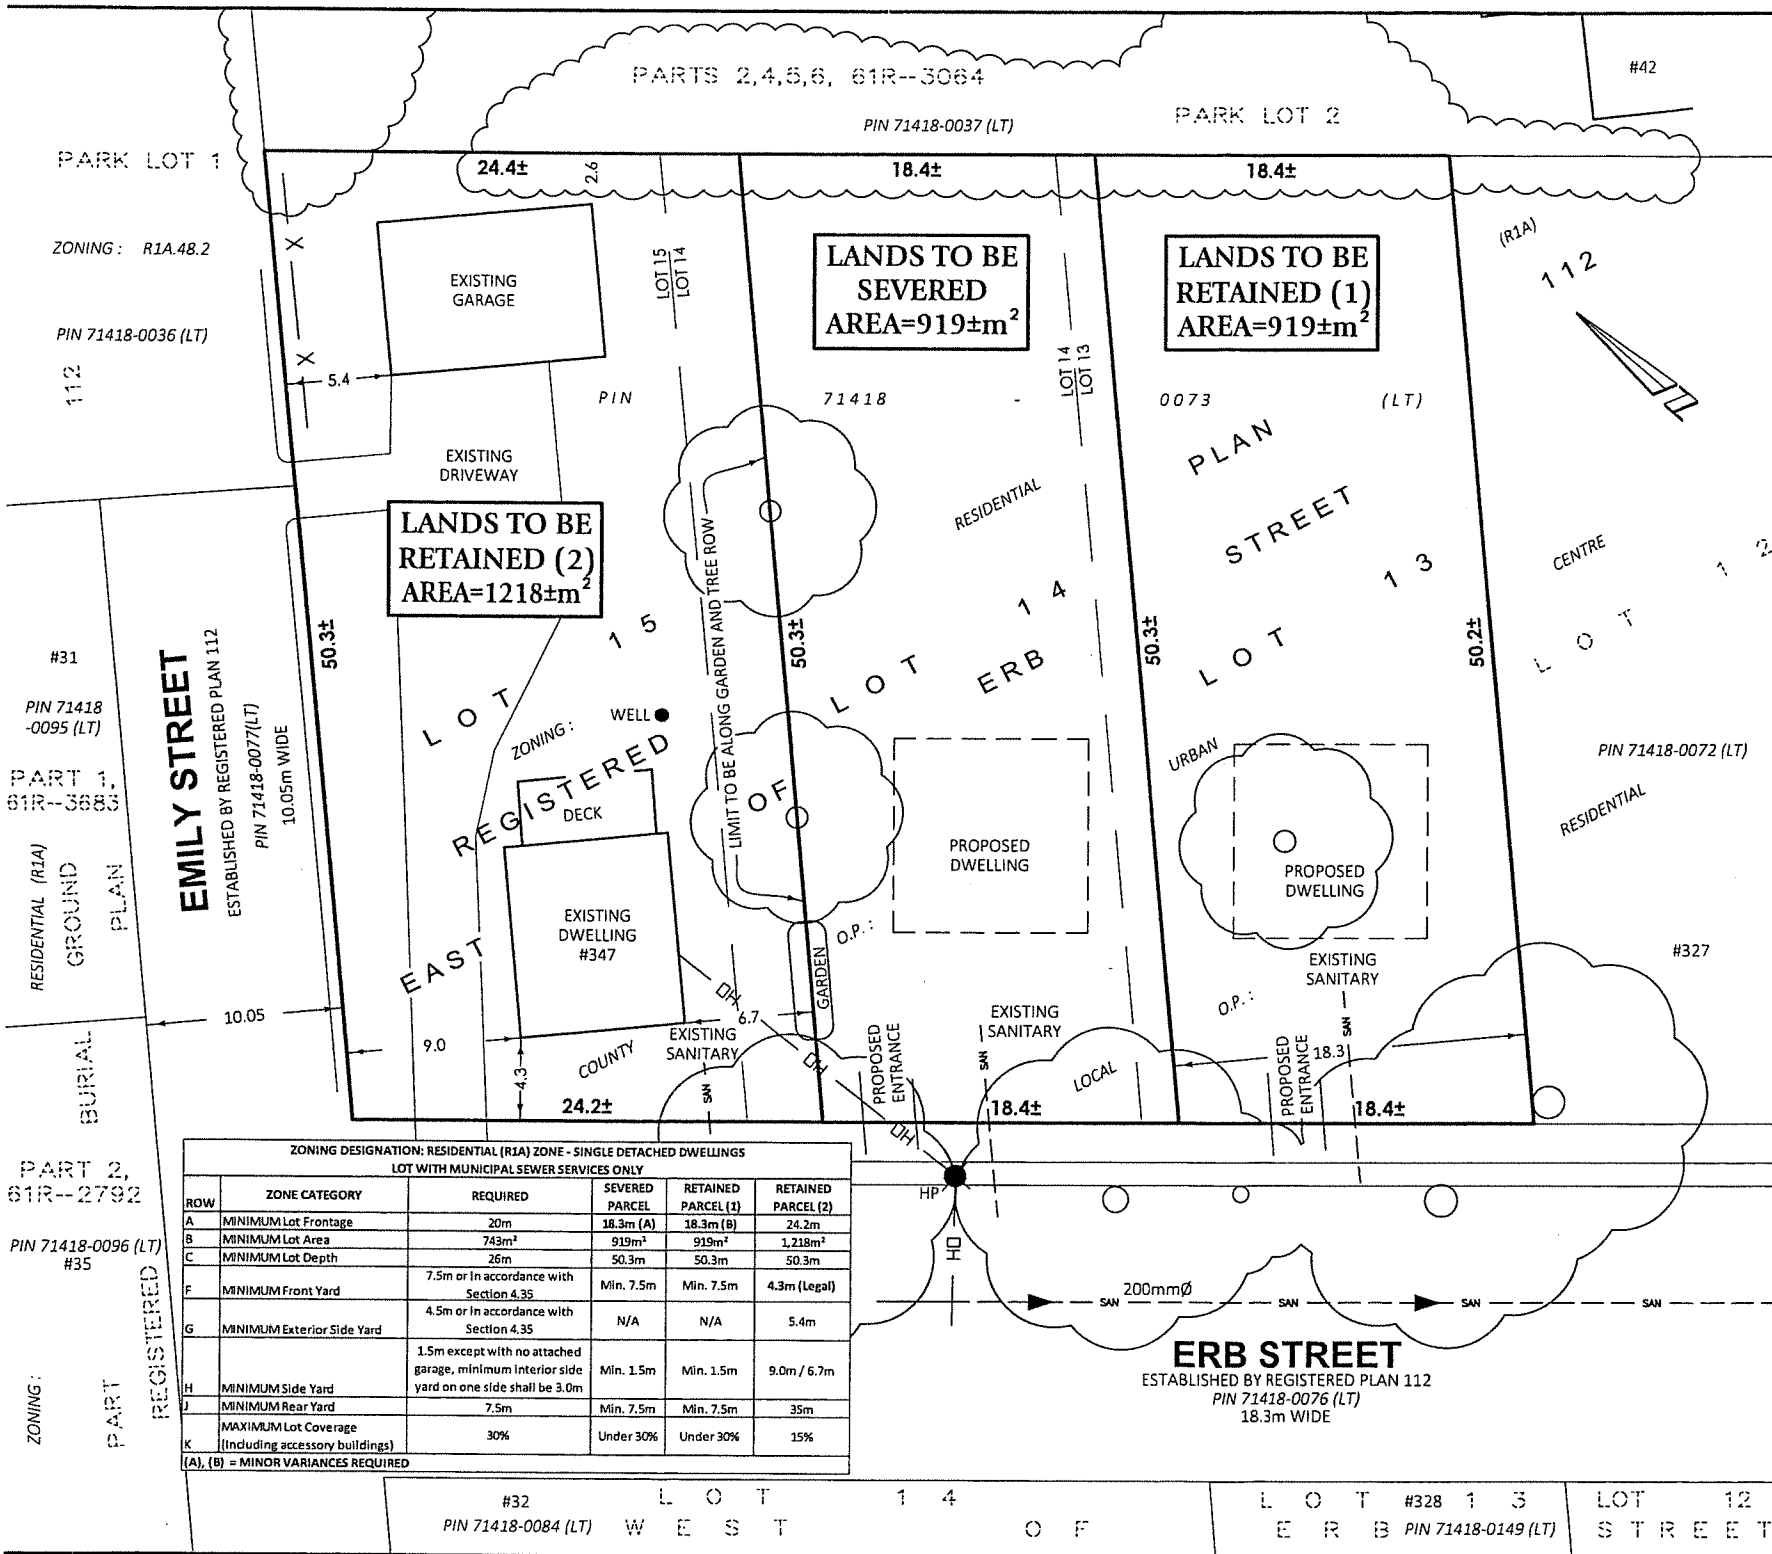 PARTS 2,4,5,6, 61R--3064
#42
PIN 71418-0037 (LT)
PARK LOT 2
PARK LOT 1
24.4±
2.6
18.4±
18.4±
ZONING : R1A.48.2
PIN 71418-0036 (LT)
112
X
X
5.4
EXISTING
GARAGE
LOT 15
LOT 14
LANDS TO BE
SEVERED
AREA=919±m²
LOT 14
LOT 13
LANDS TO BE
RETAINED (1)
AREA=919±m²
(R1A)
112
PIN
71418
-
0073
(LT)
EXISTING
DRIVEWAY
LANDS TO BE
RETAINED (2)
AREA=1218±m²
LIMIT TO BE ALONG GARDEN AND TREE ROW
RESIDENTIAL
PLAN
STREET
CENTRE
50.3±
50.3±
50.3±
50.2±
LOT 15
LOT 14
LOT 13
LOT 12
ERB
OF
REGISTERED
EAST
#31
PIN 71418
-0095 (LT)
PART 1,
61R--3683
RESIDENTIAL (R1A)
GROUND
PLAN
EMILY STREET
ESTABLISHED BY REGISTERED PLAN 112
PIN 71418-0077(LT)
10.05m WIDE
ZONING :
WELL
DECK
EXISTING
DWELLING
#347
PROPOSED
DWELLING
URBAN
PROPOSED
DWELLING
PIN 71418-0072 (LT)
RESIDENTIAL
#327
O.P. :
O.P. :
GARDEN
OH
OH
OH
OH
10.05
9.0
4.3
6.7
COUNTY
EXISTING
SANITARY
SAN
PROPOSED
ENTRANCE
EXISTING
SANITARY
SAN
LOCAL
EXISTING
SANITARY
SAN
PROPOSED
ENTRANCE
18.3
24.2±
18.4±
18.4±
HP
BURIAL
PART 2,
61R--2792
PIN 71418-0096 (LT)
#35
REGISTERED
ZONING :
PART
ZONING DESIGNATION: RESIDENTIAL (R1A) ZONE - SINGLE DETACHED DWELLINGS
LOT WITH MUNICIPAL SEWER SERVICES ONLY
ROW ZONE CATEGORY REQUIRED SEVERED PARCEL RETAINED PARCEL (1) RETAINED PARCEL (2)
A MINIMUM Lot Frontage 20m 18.3m (A) 18.3m (B) 24.2m
B MINIMUM Lot Area 743m² 919m² 919m² 1,218m²
C MINIMUM Lot Depth 26m 50.3m 50.3m 50.3m
F MINIMUM Front Yard 7.5m or in accordance with Section 4.35 Min. 7.5m Min. 7.5m 4.3m (Legal)
G MINIMUM Exterior Side Yard 4.5m or in accordance with Section 4.35 N/A N/A 5.4m
H MINIMUM Side Yard 1.5m except with no attached garage, minimum interior side yard on one side shall be 3.0m Min. 1.5m Min. 1.5m 9.0m / 6.7m
J MINIMUM Rear Yard 7.5m Min. 7.5m Min. 7.5m 35m
K MAXIMUM Lot Coverage (Including accessory buildings) 30% Under 30% Under 30% 15%
(A), (B) = MINOR VARIANCES REQUIRED
SAN
200mmØ
SAN
SAN
SAN
ERB STREET
ESTABLISHED BY REGISTERED PLAN 112
PIN 71418-0076 (LT)
18.3m WIDE
#32
PIN 71418-0084 (LT)
LOT 14
WEST OF
LOT 13
#328
ERB
PIN 71418-0149 (LT)
LOT 12
STREET